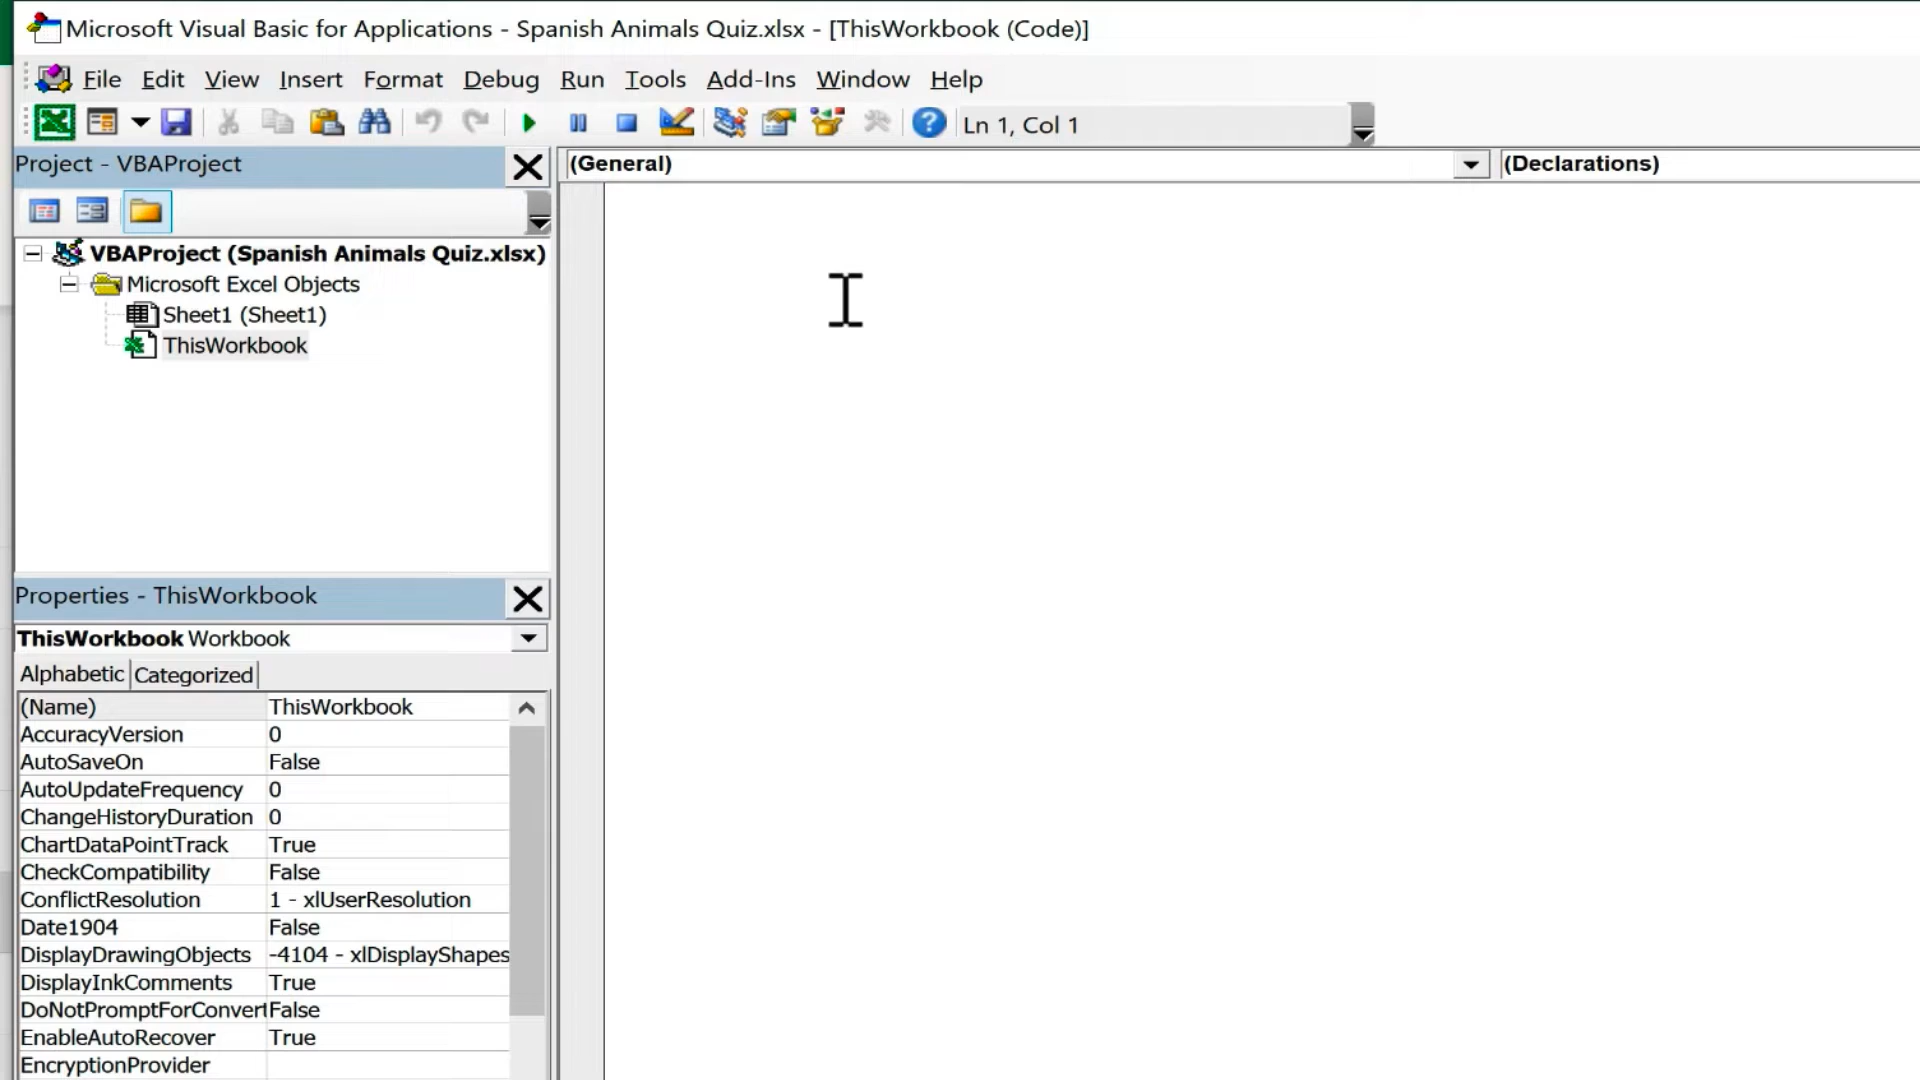 Microsoft Visual Basic for Applications - Spanish Animals Quiz.xlsx - [ThisWorkbook (Code)]
File Edit View Insert Format Debug Run Tools Add-Ins Window Help
Ln 1, Col 1
Project - VBAProject
(General) (Declarations)
VBAProject (Spanish Animals Quiz.xlsx)
Microsoft Excel Objects
Sheet1 (Sheet1)
ThisWorkbook
Properties - ThisWorkbook
ThisWorkbook Workbook
Alphabetic Categorized
(Name) ThisWorkbook
AccuracyVersion 0
AutoSaveOn False
AutoUpdateFrequency 0
ChangeHistoryDuration 0
ChartDataPointTrack True
CheckCompatibility False
ConflictResolution 1 - xlUserResolution
Date1904 False
DisplayDrawingObjects -4104 - xlDisplayShapes
DisplayInkComments True
DoNotPromptForConvert False
EnableAutoRecover True
EncryptionProvider